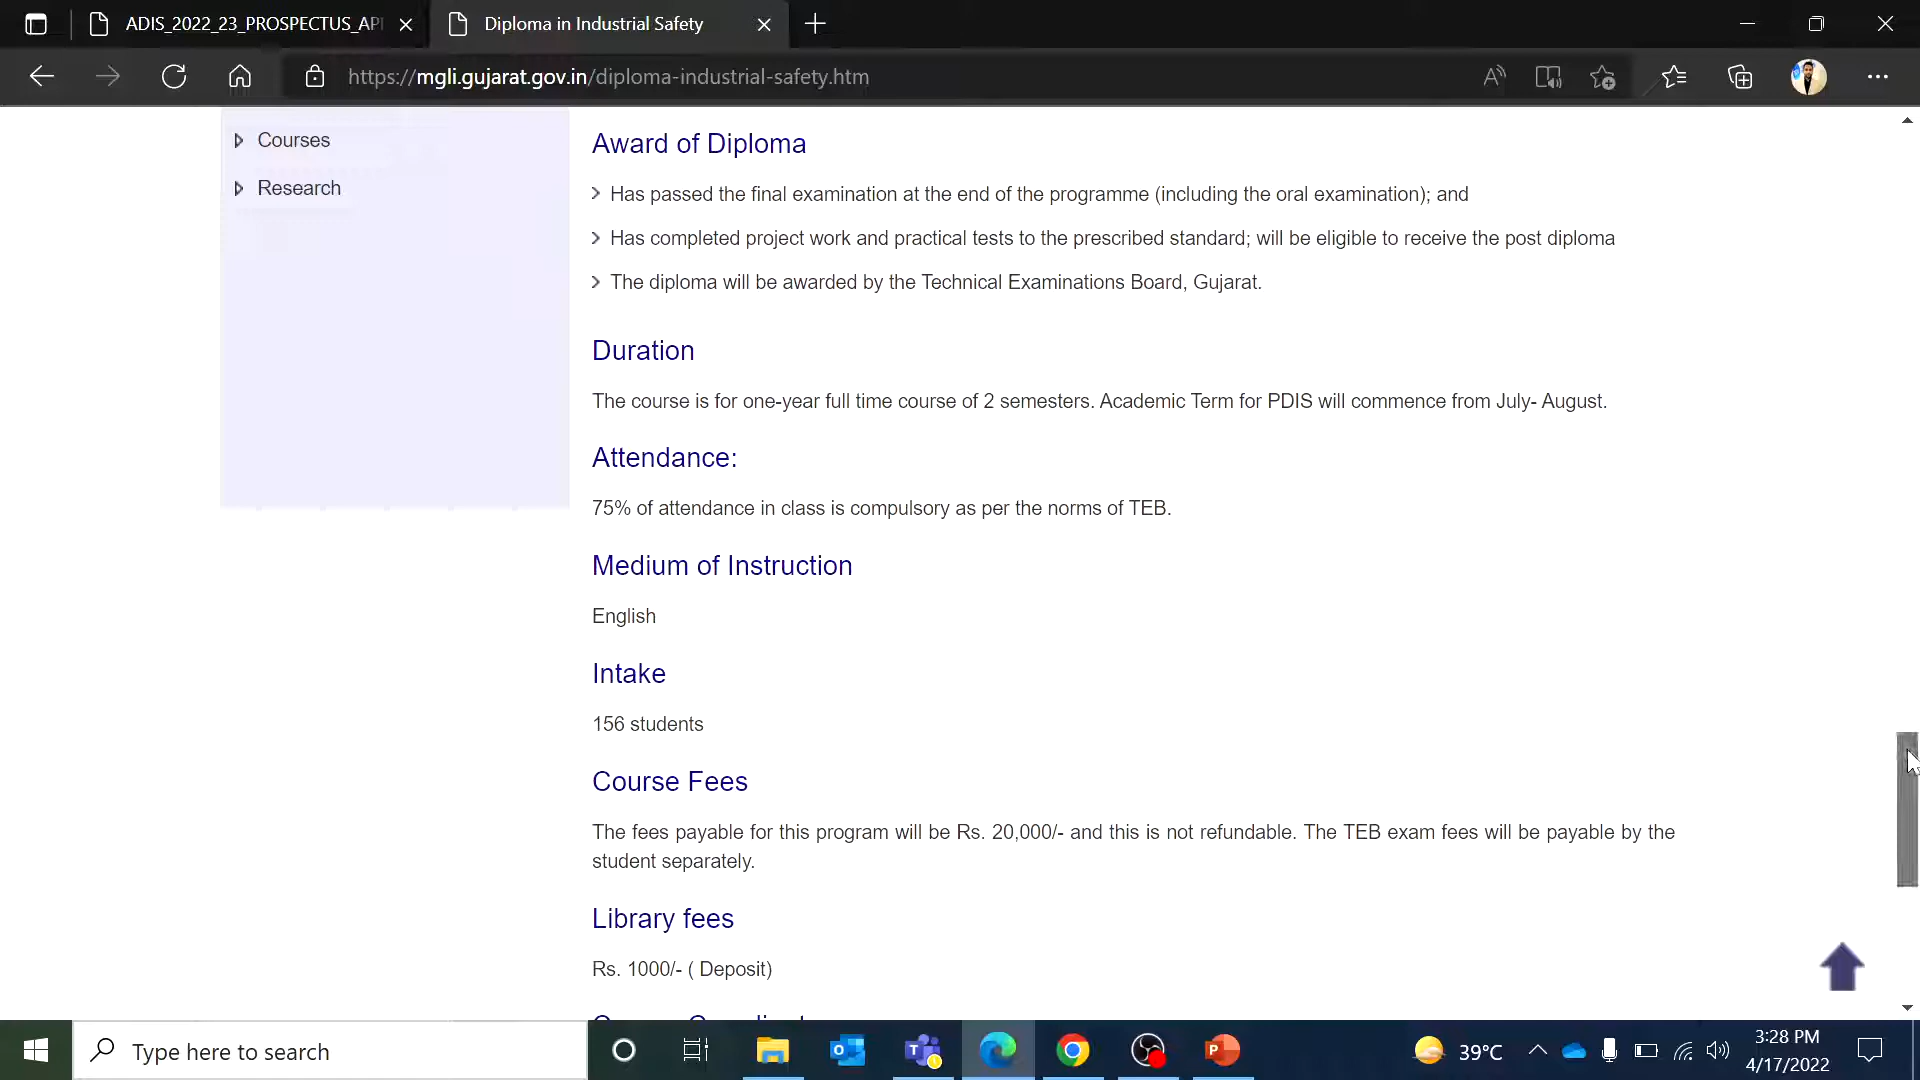 ADIS_2022_23_PROSPECTUS_API
Diploma in Industrial Safety
https://mgli.gujarat.gov.in/diploma-industrial-safety.htm
Courses
Research
Award of Diploma
Has passed the final examination at the end of the programme (including the oral examination); and
Has completed project work and practical tests to the prescribed standard; will be eligible to receive the post diploma
The diploma will be awarded by the Technical Examinations Board, Gujarat.
Duration
The course is for one-year full time course of 2 semesters. Academic Term for PDIS will commence from July- August.
Attendance:
75% of attendance in class is compulsory as per the norms of TEB.
Medium of Instruction
English
Intake
156 students
Course Fees
The fees payable for this program will be Rs. 20,000/- and this is not refundable. The TEB exam fees will be payable by the
student separately.
Library fees
Rs. 1000/- ( Deposit)
Type here to search
39°C
3:28 PM
4/17/2022